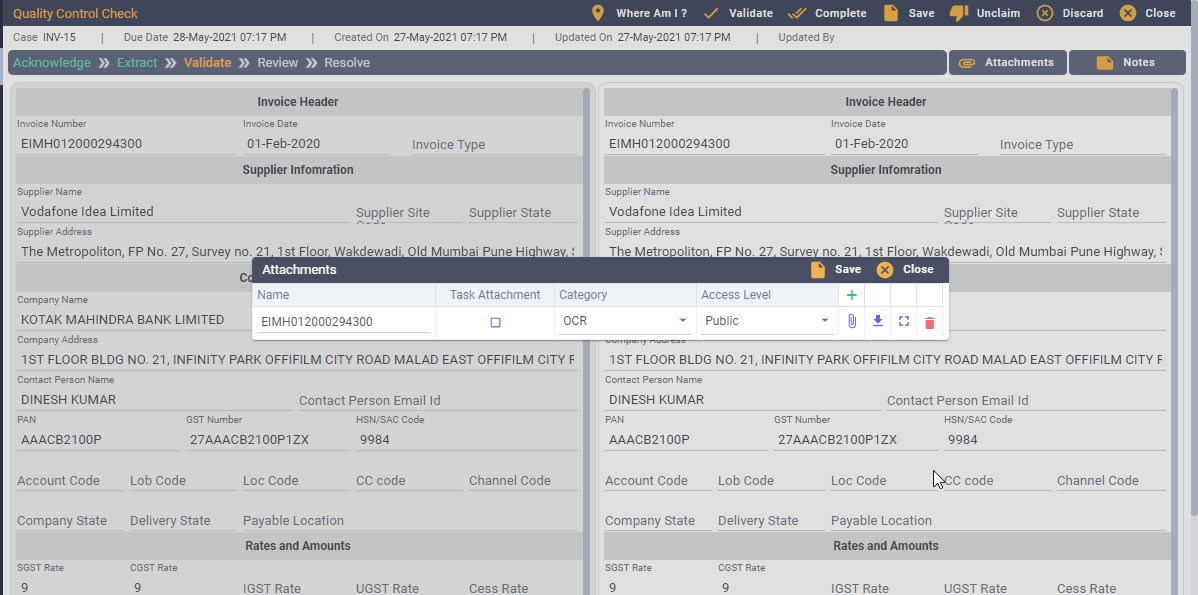 Quality Control Check Where Am I ? Validate Complete Save Unclaim Discard Close
Case INV-15 | Due Date 28-May-2021 07:17 PM | Created On 27-May-2021 07:17 PM | Updated On 27-May-2021 07:17 PM | Updated By
Acknowledge » Extract » Validate » Review » Resolve Attachments Notes
Invoice Header Invoice Header
Invoice Number Invoice Date Invoice Number Invoice Date
EIMH012000294300 01-Feb-2020 Invoice Type EIMH012000294300 01-Feb-2020 Invoice Type
Supplier Infomration Supplier Infomration
Supplier Name Supplier Name
Vodafone Idea Limited Supplier Site Supplier State Vodafone Idea Limited Supplier Site Supplier State
Supplier Address Supplier Address
The Metropoliton, FP No. 27, Survey no. 21, 1st Floor, Wakdewadi, Old Mumbai Pune Highway, The Metropoliton, FP No. 27, Survey no. 21, 1st Floor, Wakdewadi, Old Mumbai Pune Highway,
Attachments Save Close
Name Task Attachment Category Access Level +
EIMH012000294300 OCR Public
Company Name
KOTAK MAHINDRA BANK LIMITED
Company Address Company Address
1ST FLOOR BLDG NO. 21, INFINITY PARK OFFIFILM CITY ROAD MALAD EAST OFFIFILM CITY F 1ST FLOOR BLDG NO. 21, INFINITY PARK OFFIFILM CITY ROAD MALAD EAST OFFIFILM CITY F
Contact Person Name Contact Person Name
DINESH KUMAR Contact Person Email Id DINESH KUMAR Contact Person Email Id
PAN GST Number HSN/SAC Code PAN GST Number HSN/SAC Code
AAACB2100P 27AAACB2100P1ZX 9984 AAACB2100P 27AAACB2100P1ZX 9984
Account Code Lob Code Loc Code CC code Channel Code Account Code Lob Code Loc Code CC code Channel Code
Company State Delivery State Payable Location Company State Delivery State Payable Location
Rates and Amounts Rates and Amounts
SGST Rate CGST Rate SGST Rate CGST Rate
9 9 IGST Rate UGST Rate Cess Rate 9 9 IGST Rate UGST Rate Cess Rate